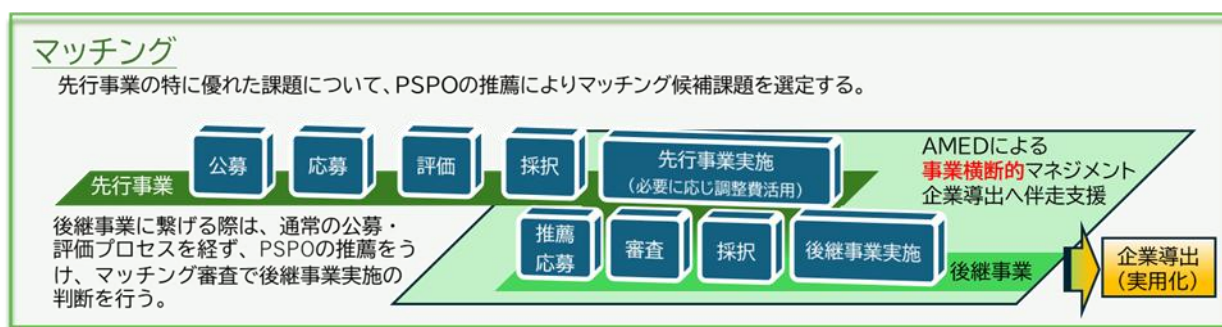 マッチング
先行事業の特に優れた課題について、PSPOの推薦によりマッチング候補課題を選定する。
公募
応募
評価
採択
先行事業実施
（必要に応じ調整費活用）
先行事業
AMEDによる
事業横断的マネジメント
企業導出へ伴走支援
後継事業に繋げる際は、通常の公募・
評価プロセスを経ず、PSPOの推薦をう
け、マッチング審査で後継事業実施の
判断を行う。
推薦
応募
審査
採択
後継事業実施
後継事業
企業導出
（実用化）